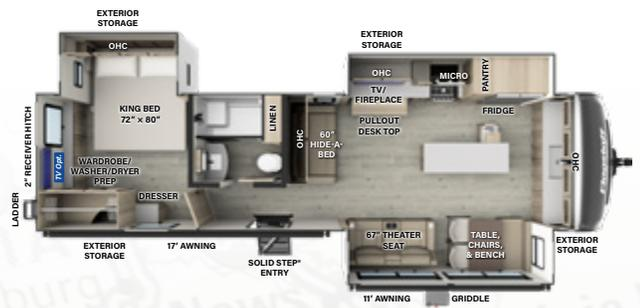 EXTERIOR
STORAGE
OHC
KING BED
72" x 80"
2" RECEIVER HITCH
LADDER
TV Opt.
WARDROBE/
WASHER/DRYER
PREP
DRESSER
LINEN
EXTERIOR
STORAGE
17' AWNING
SOLID STEP®
ENTRY
EXTERIOR
STORAGE
OHC
MICRO
PANTRY
TV/
FIREPLACE
FRIDGE
PULLOUT
DESK TOP
OHC
60"
HIDE-A-
BED
OHC
67" THEATER
SEAT
TABLE,
CHAIRS,
& BENCH
EXTERIOR
STORAGE
11' AWNING
GRIDDLE